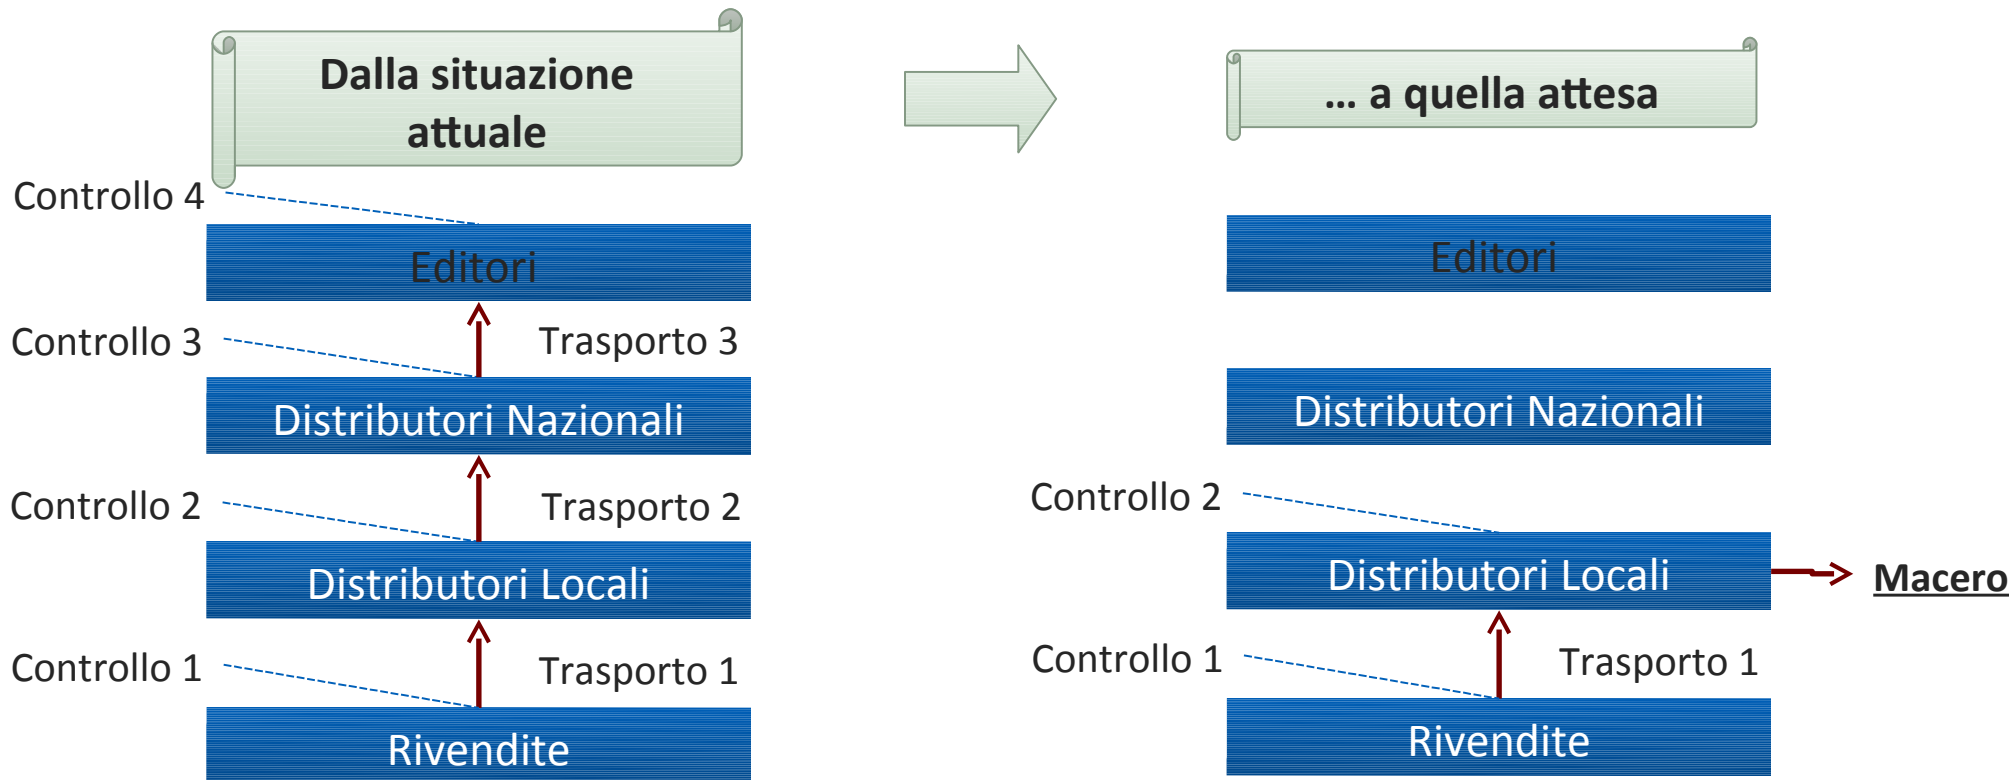 Dalla situazione
attuale
Controllo 4
Editori
Controllo 3
Trasporto 3
Distributori Nazionali
Controllo 2
Trasporto 2
Distributori Locali
Controllo 1
Trasporto 1
Rivendite
... a quella attesa
Editori
Distributori Nazionali
Controllo 2
Distributori Locali
Macero
Controllo 1
Trasporto 1
Rivendite